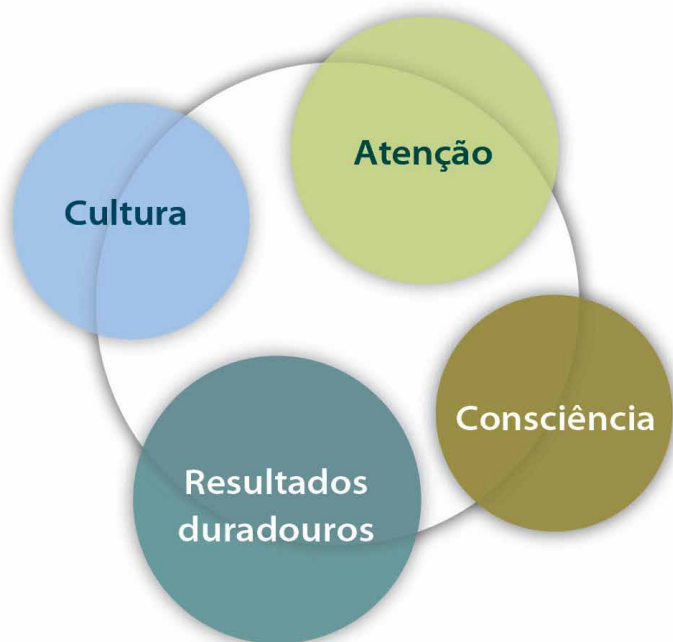 Atenção
Cultura
Consciência
Resultados
duradouros